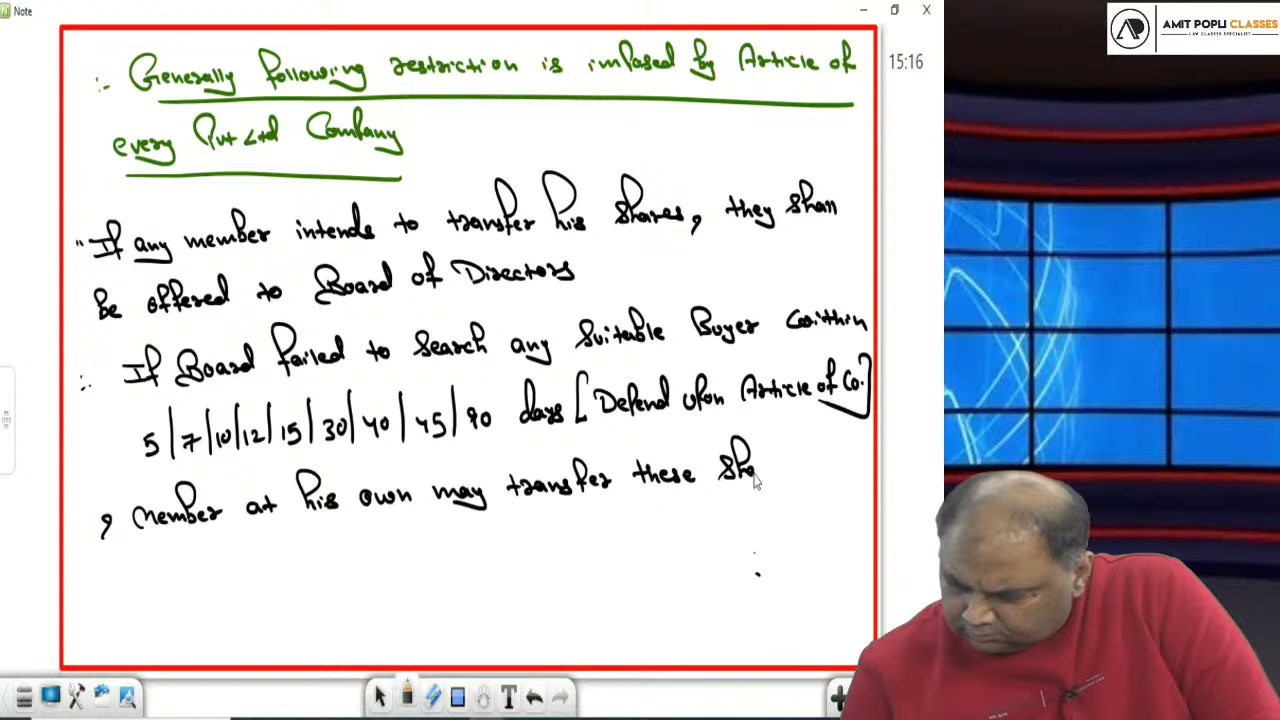 Note
AMIT POPLI CLASSES
LAW CLASSES SPECIALIST
15:16
∴ Generally following restriction is imposed by Article of
every Pvt Ltd Company
"If any member intends to transfer his shares, they shall
be offered to Board of Directors
∴ If Board failed to search any suitable Buyer within
5|7|10|12|15|30|40|45|90 days [Depend upon Article of Co.]
, member at his own may transfer these sha